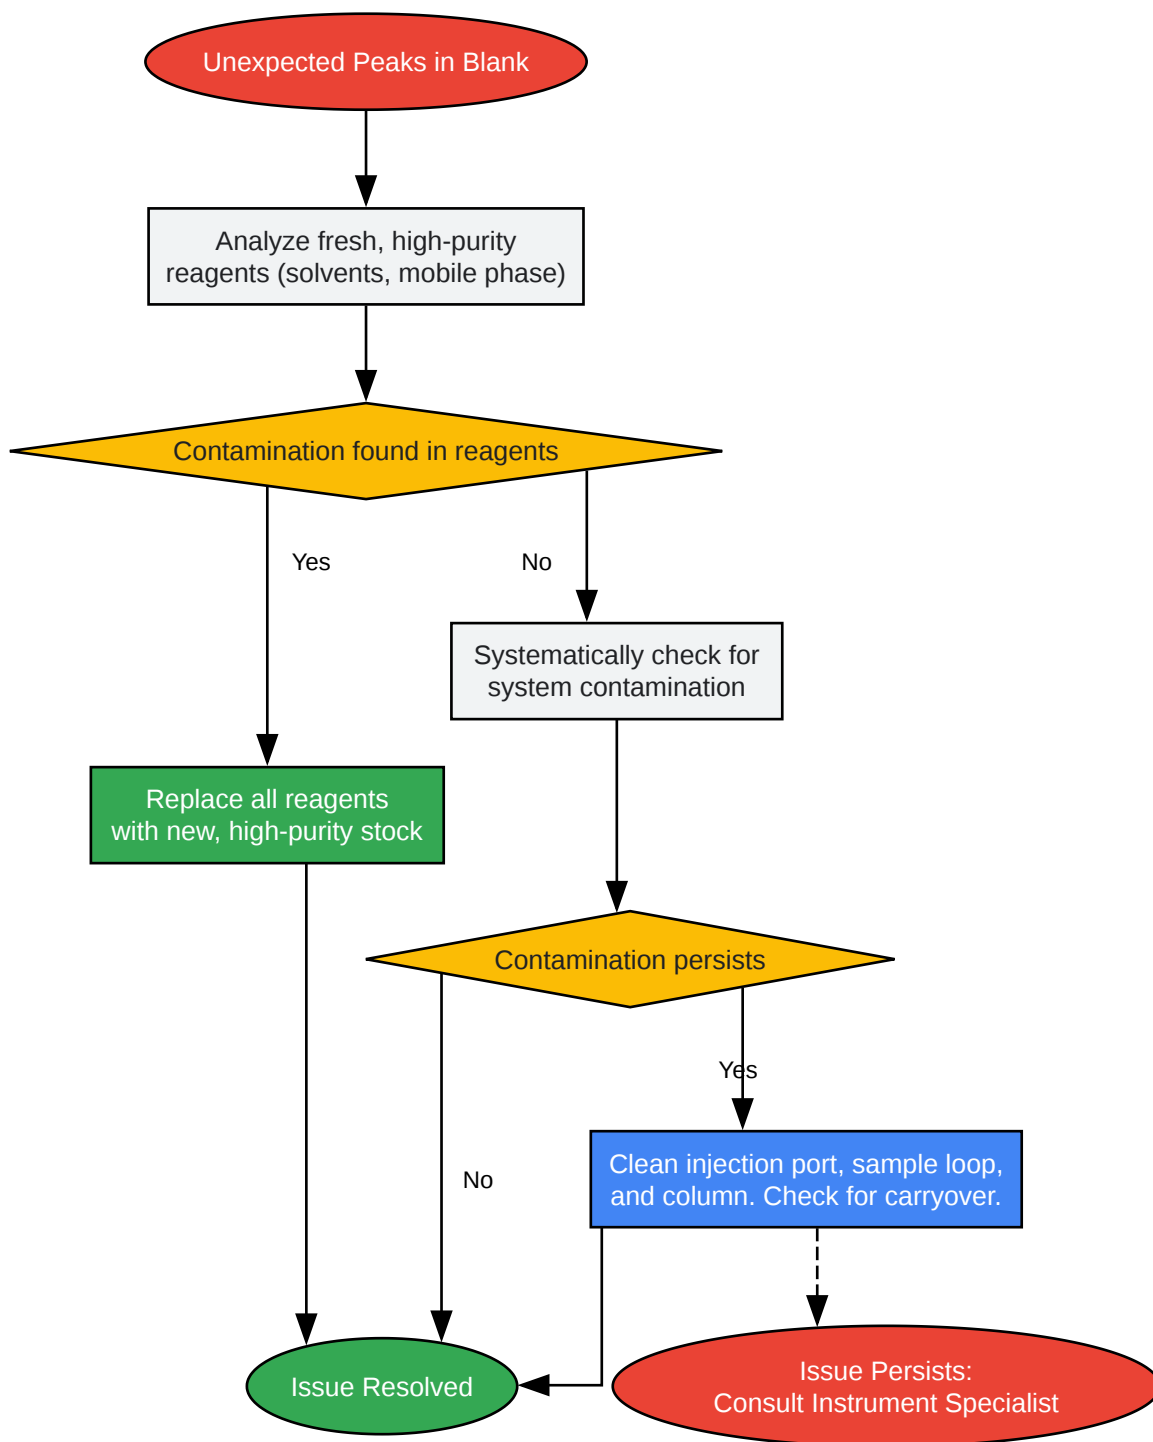 Unexpected Peaks in Blank
Analyze fresh, high-purity
reagents (solvents, mobile phase)
Contamination found in reagents
Yes
No
Systematically check for
system contamination
Replace all reagents
with new, high-purity stock
Contamination persists
Yes
Clean injection port, sample loop,
and column. Check for carryover.
No
Issue Resolved
Issue Persists:
Consult Instrument Specialist